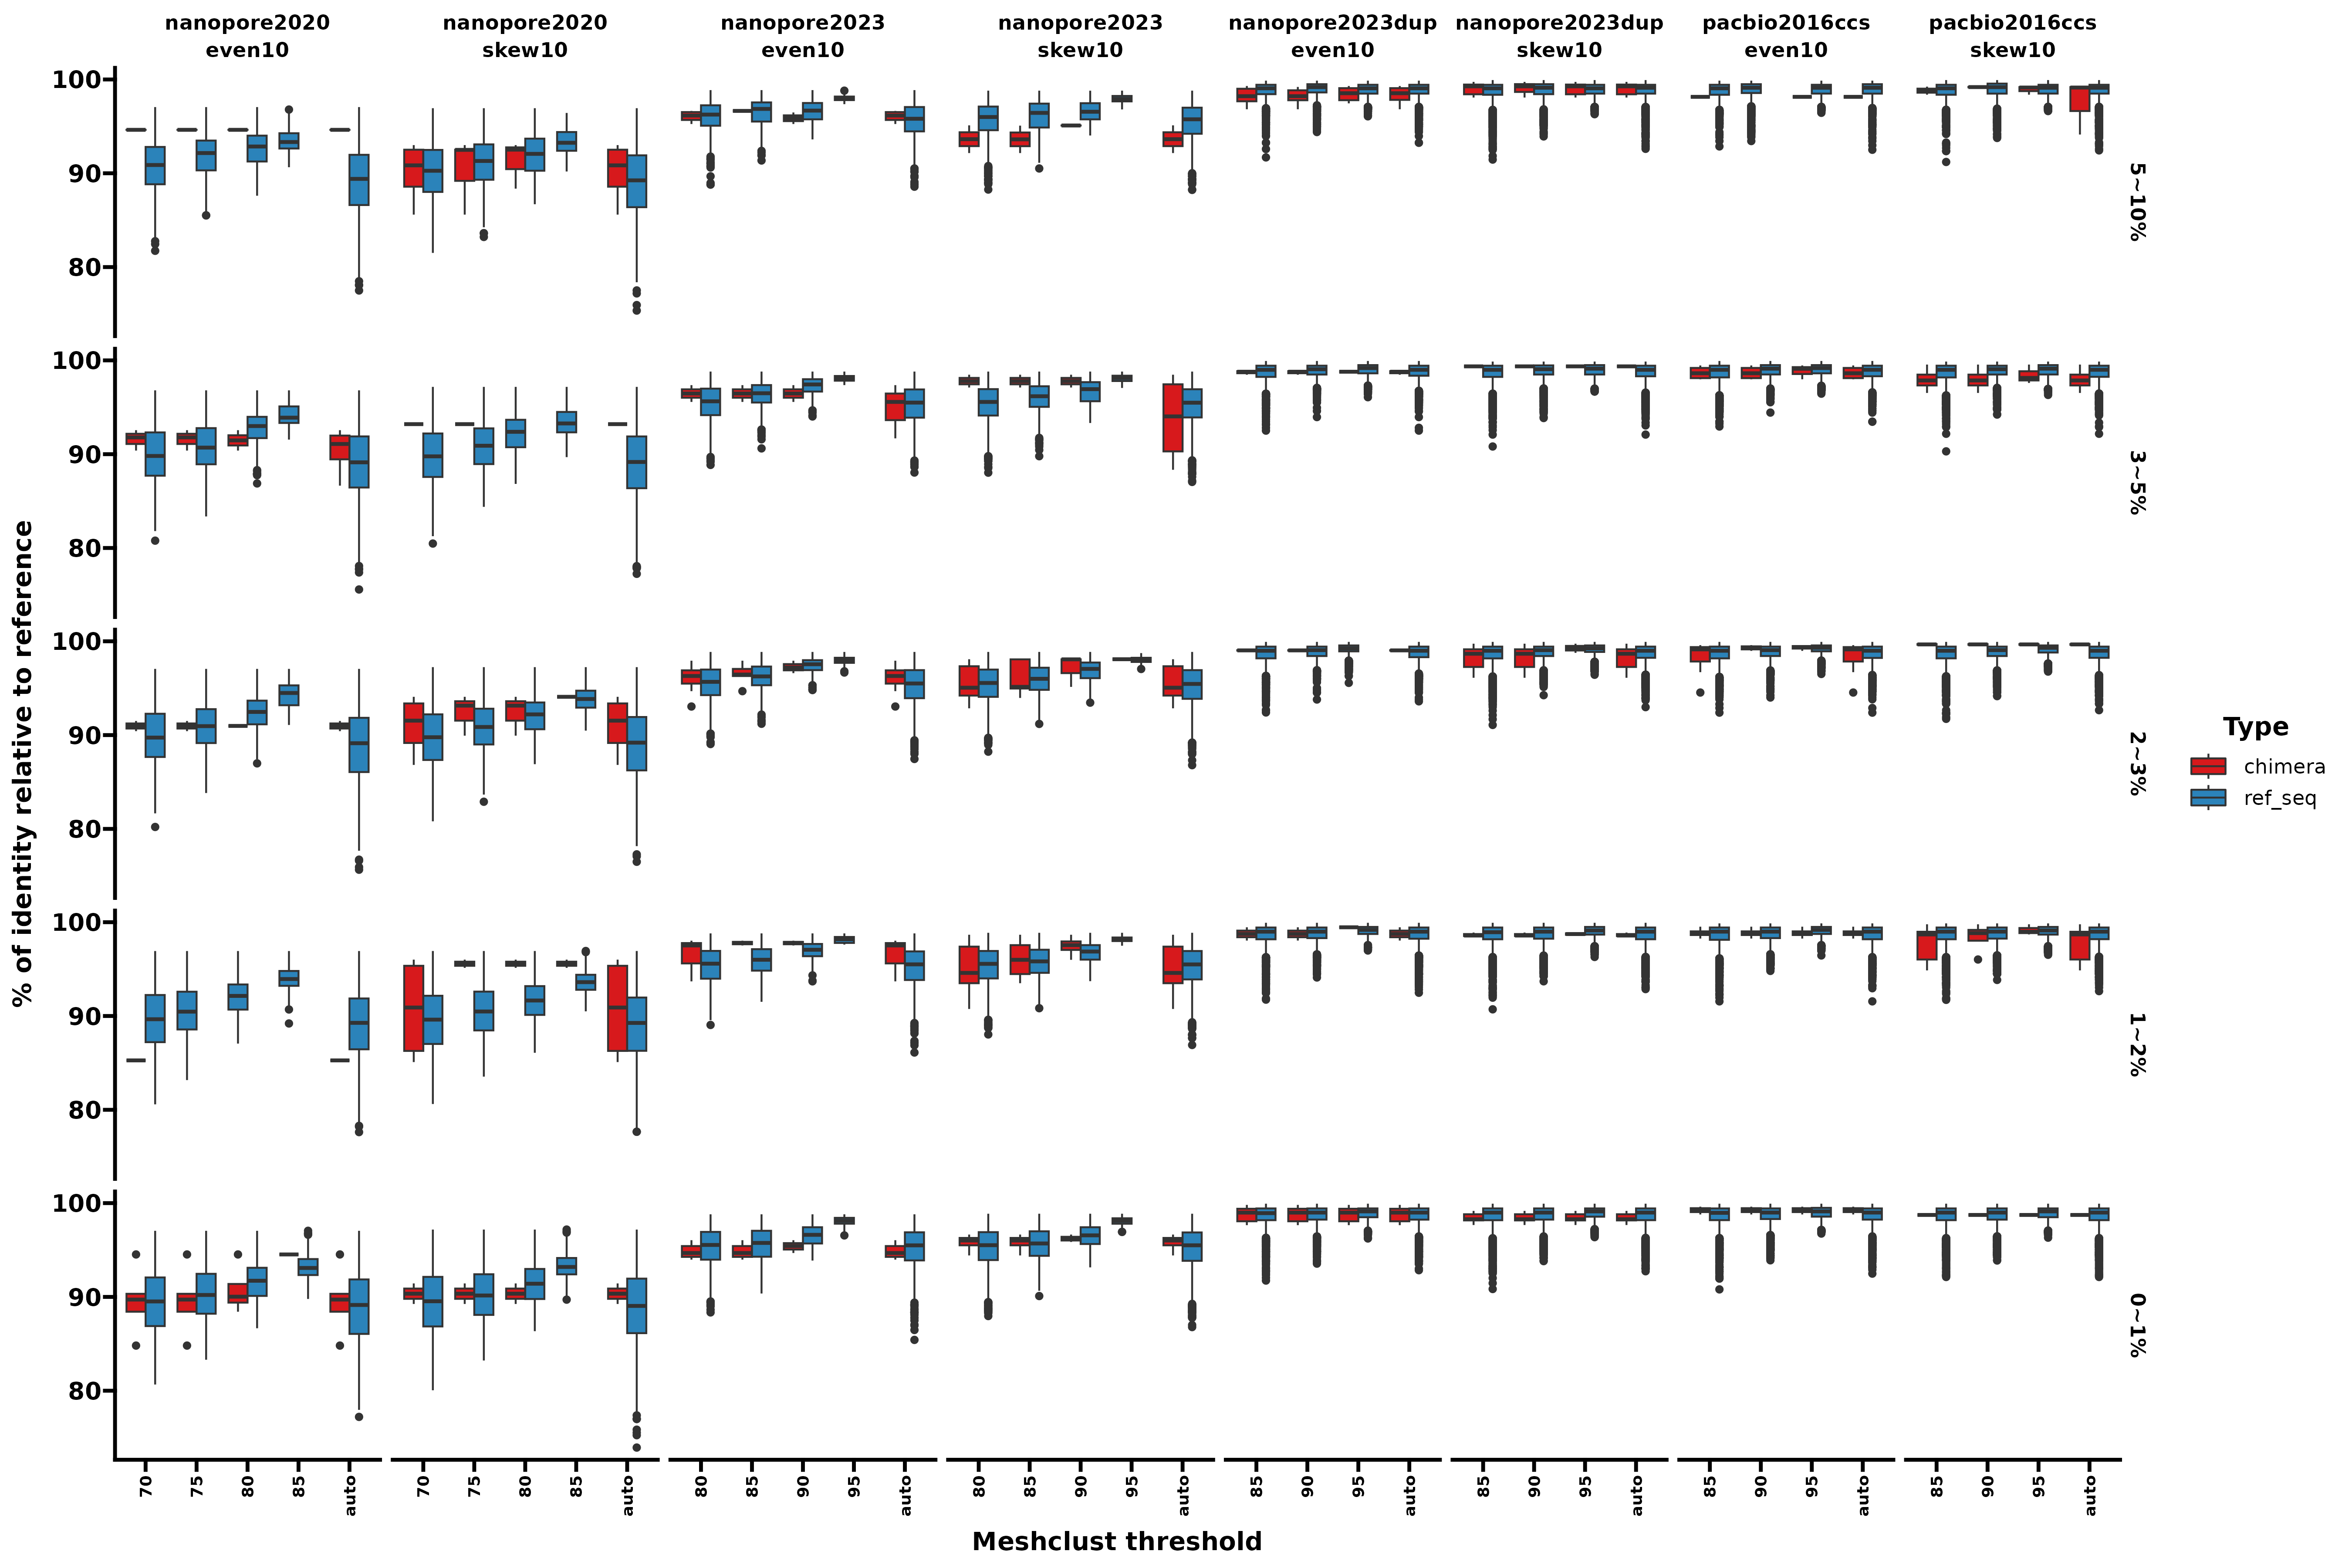 nanopore2020 nanopore2020 nanopore2023 nanopore2023 nanopore2023dup nanopore2023dup pacbio2016ccs pacbio2016ccs
even10 skew10 even10 skew10 even10 skew10 even10 skew10
100
90
80
5~10%
100
90
80
3~5%
100
90
80
2~3%
100
90
80
1~2%
100
90
80
0~1%
% of identity relative to reference
70 75 80 85 auto 70 75 80 85 auto 80 85 90 95 auto 80 85 90 95 auto 85 90 95 auto 85 90 95 auto 85 90 95 auto 85 90 95 auto
Meshclust threshold
Type
chimera
ref_seq